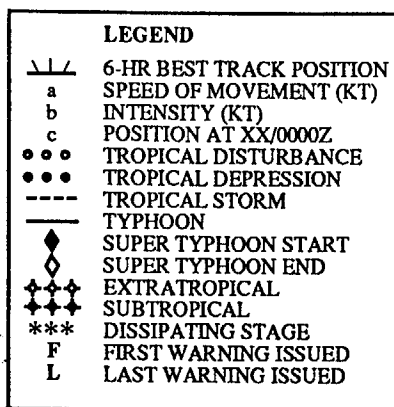 LEGEND
6-HR BEST TRACK POSITION
a SPEED OF MOVEMENT (KT)
b INTENSITY (KT)
c POSITION AT XX/0000Z
TROPICAL DISTURBANCE
TROPICAL DEPRESSION
TROPICAL STORM
TYPHOON
SUPER TYPHOON START
SUPER TYPHOON END
EXTRATROPICAL
SUBTROPICAL
*** DISSIPATING STAGE
F FIRST WARNING ISSUED
L LAST WARNING ISSUED